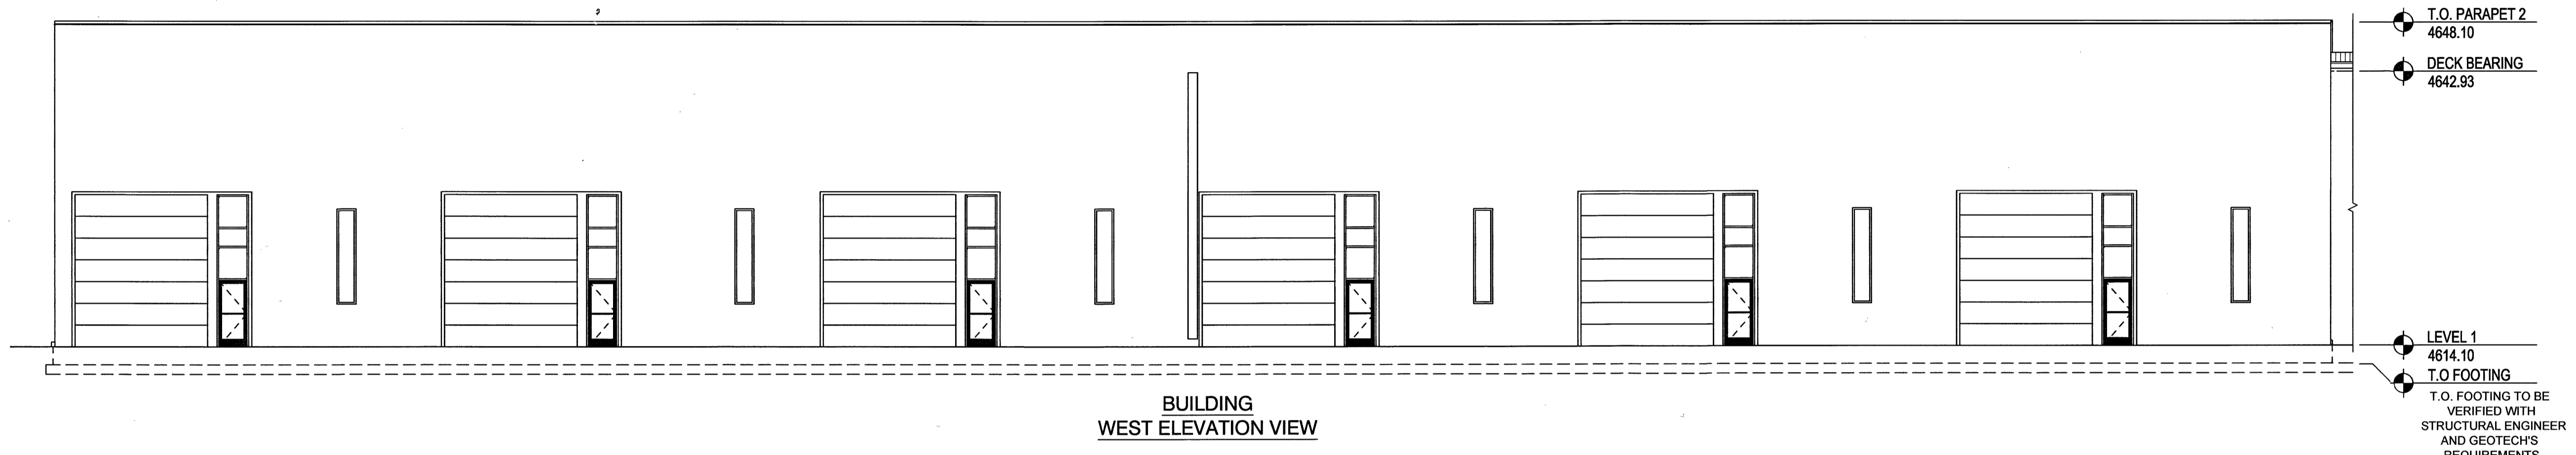 T.O. PARAPET 2
4648.10
DECK BEARING
4642.93
LEVEL 1
4614.10
T.O FOOTING
T.O. FOOTING TO BE
VERIFIED WITH
STRUCTURAL ENGINEER
AND GEOTECH'S
REQUIREMENTS
BUILDING
WEST ELEVATION VIEW